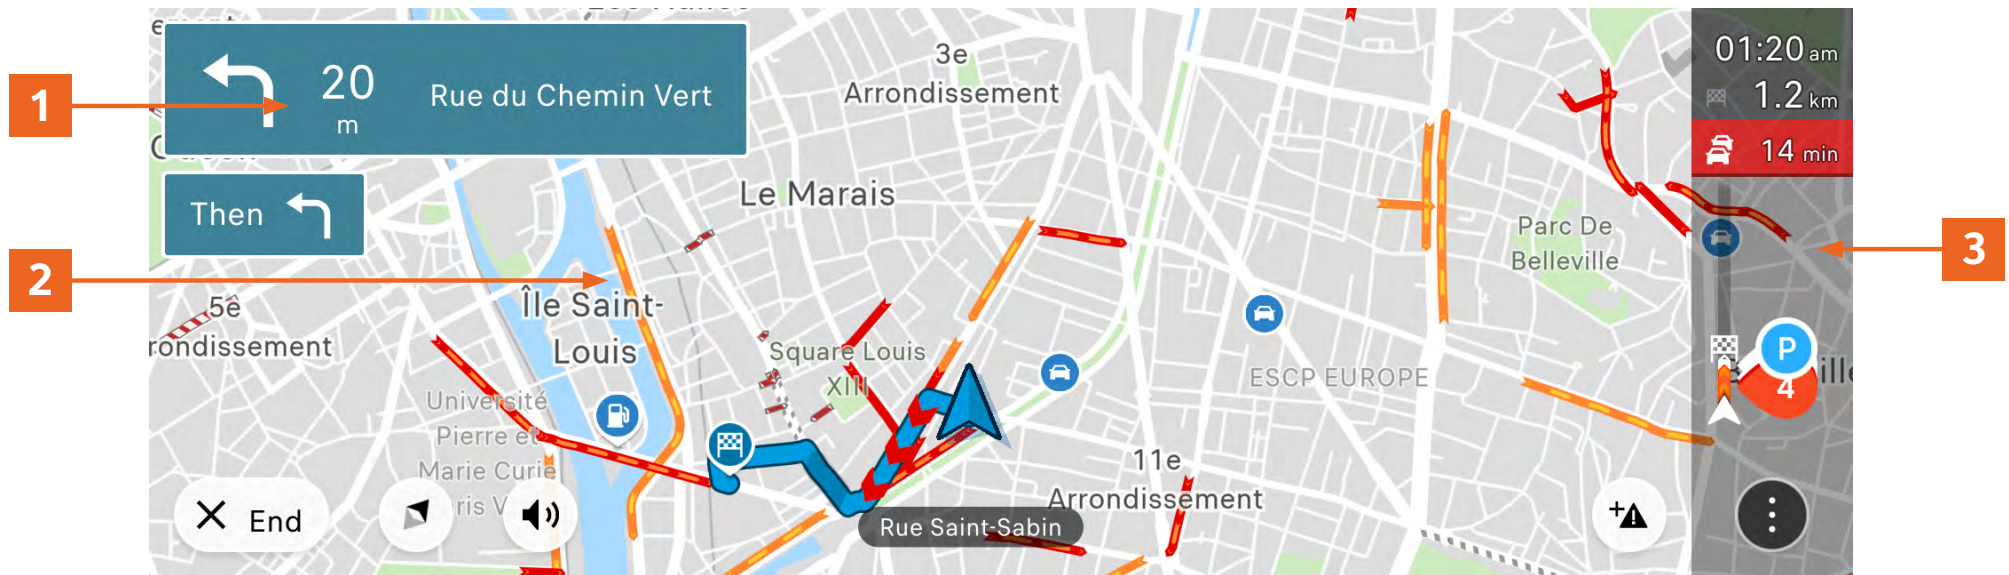 1
20
m
Rue du Chemin Vert
Then
2
3
01:20 am
1.2 km
14 min
3e
Arrondissement
Le Marais
Île Saint-
Louis
5e
rondissement
Université
Pierre et
Marie Curie
ris V
Square Louis
XIII
ESCP EUROPE
Parc De
Belleville
11e
Arrondissement
P
4
ille
End
Rue Saint-Sabin